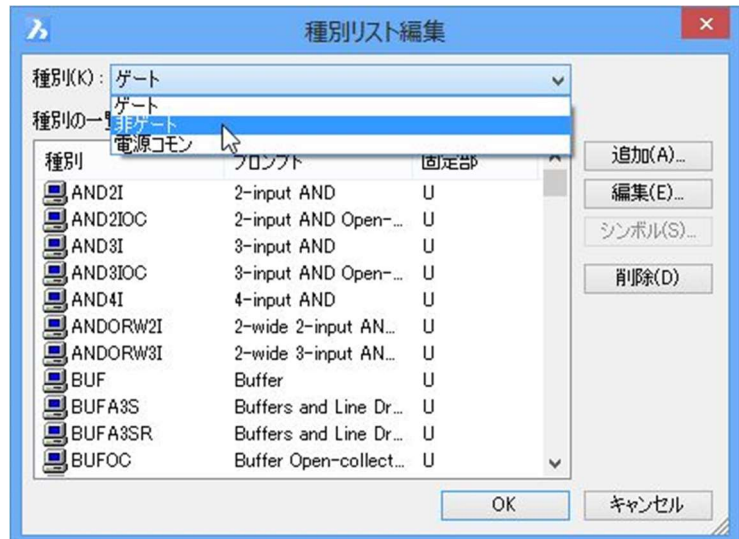 種別リスト編集
種別(K): ゲート
ゲート
非ゲート
電源コモン
種別の一
種別 プロンプト 固定部
AND2I 2-input AND U
AND2IOC 2-input AND Open-... U
AND3I 3-input AND U
AND3IOC 3-input AND Open-... U
AND4I 4-input AND U
ANDORW2I 2-wide 2-input AN... U
ANDORW3I 2-wide 3-input AN... U
BUF Buffer U
BUFA3S Buffers and Line Dr... U
BUFA3SR Buffers and Line Dr... U
BUFOC Buffer Open-collect... U
追加(A)...
編集(E)...
シンボル(S)...
削除(D)
OK キャンセル